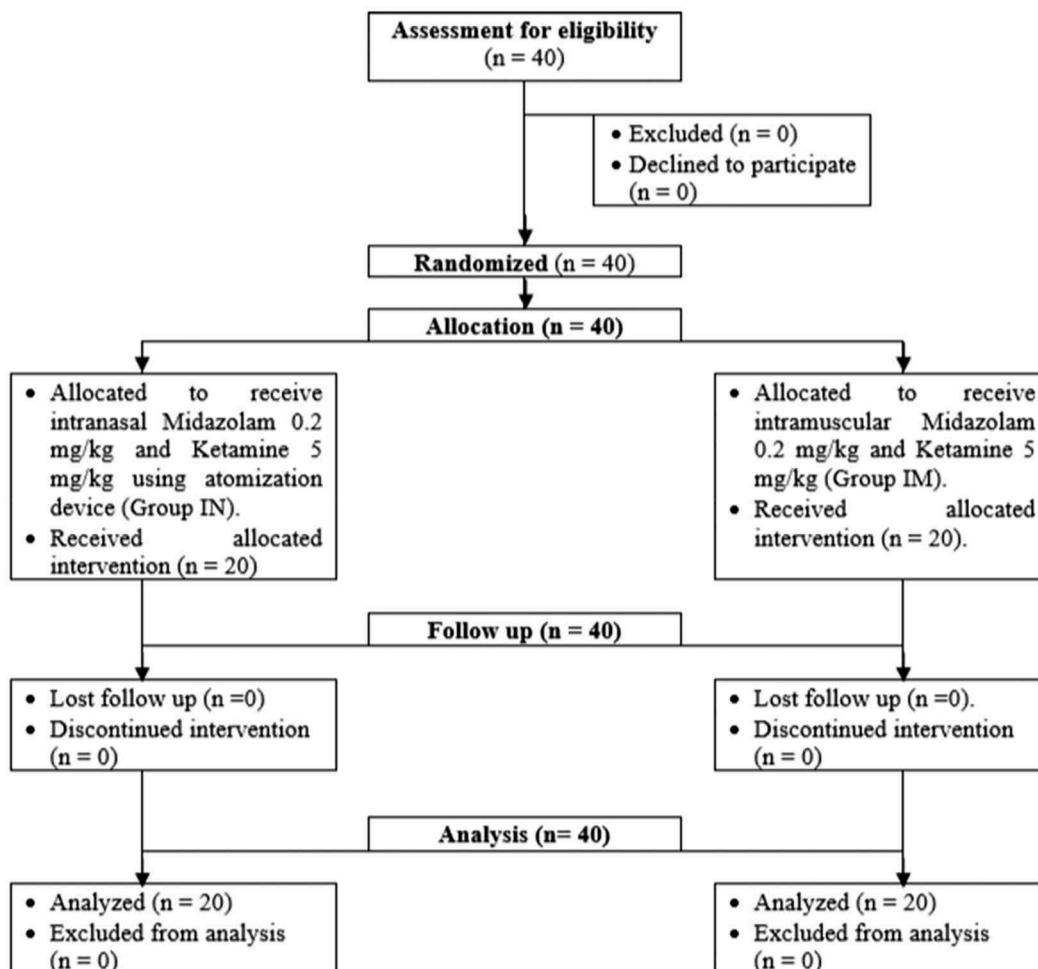 Assessment for eligibility
(n = 40)
• Excluded (n = 0)
• Declined to participate
(n = 0)
Randomized (n = 40)
Allocation (n = 40)
• Allocated to receive
intranasal Midazolam 0.2
mg/kg and Ketamine 5
mg/kg using atomization
device (Group IN).
• Received allocated
intervention (n = 20)
• Allocated to receive
intramuscular Midazolam
0.2 mg/kg and Ketamine 5
mg/kg (Group IM).
• Received allocated
intervention (n = 20).
Follow up (n = 40)
• Lost follow up (n =0)
• Discontinued intervention
(n = 0)
• Lost follow up (n =0).
• Discontinued intervention
(n = 0)
Analysis (n= 40)
• Analyzed (n = 20)
• Excluded from analysis
(n = 0)
• Analyzed (n = 20)
• Excluded from analysis
(n = 0)